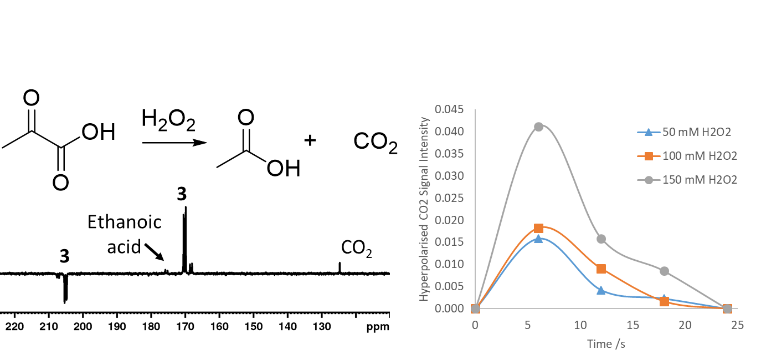 O
OH
O
H2O2
O
OH
+
CO2
3
3
Ethanoic
acid
CO2
220 210 200 190 180 170 160 150 140 130 ppm
Hyperpolarised CO2 Signal Intensity
0.045
0.040
0.035
0.030
0.025
0.020
0.015
0.010
0.005
0.000
0 5 10 15 20 25
Time /s
50 mM H2O2
100 mM H2O2
150 mM H2O2